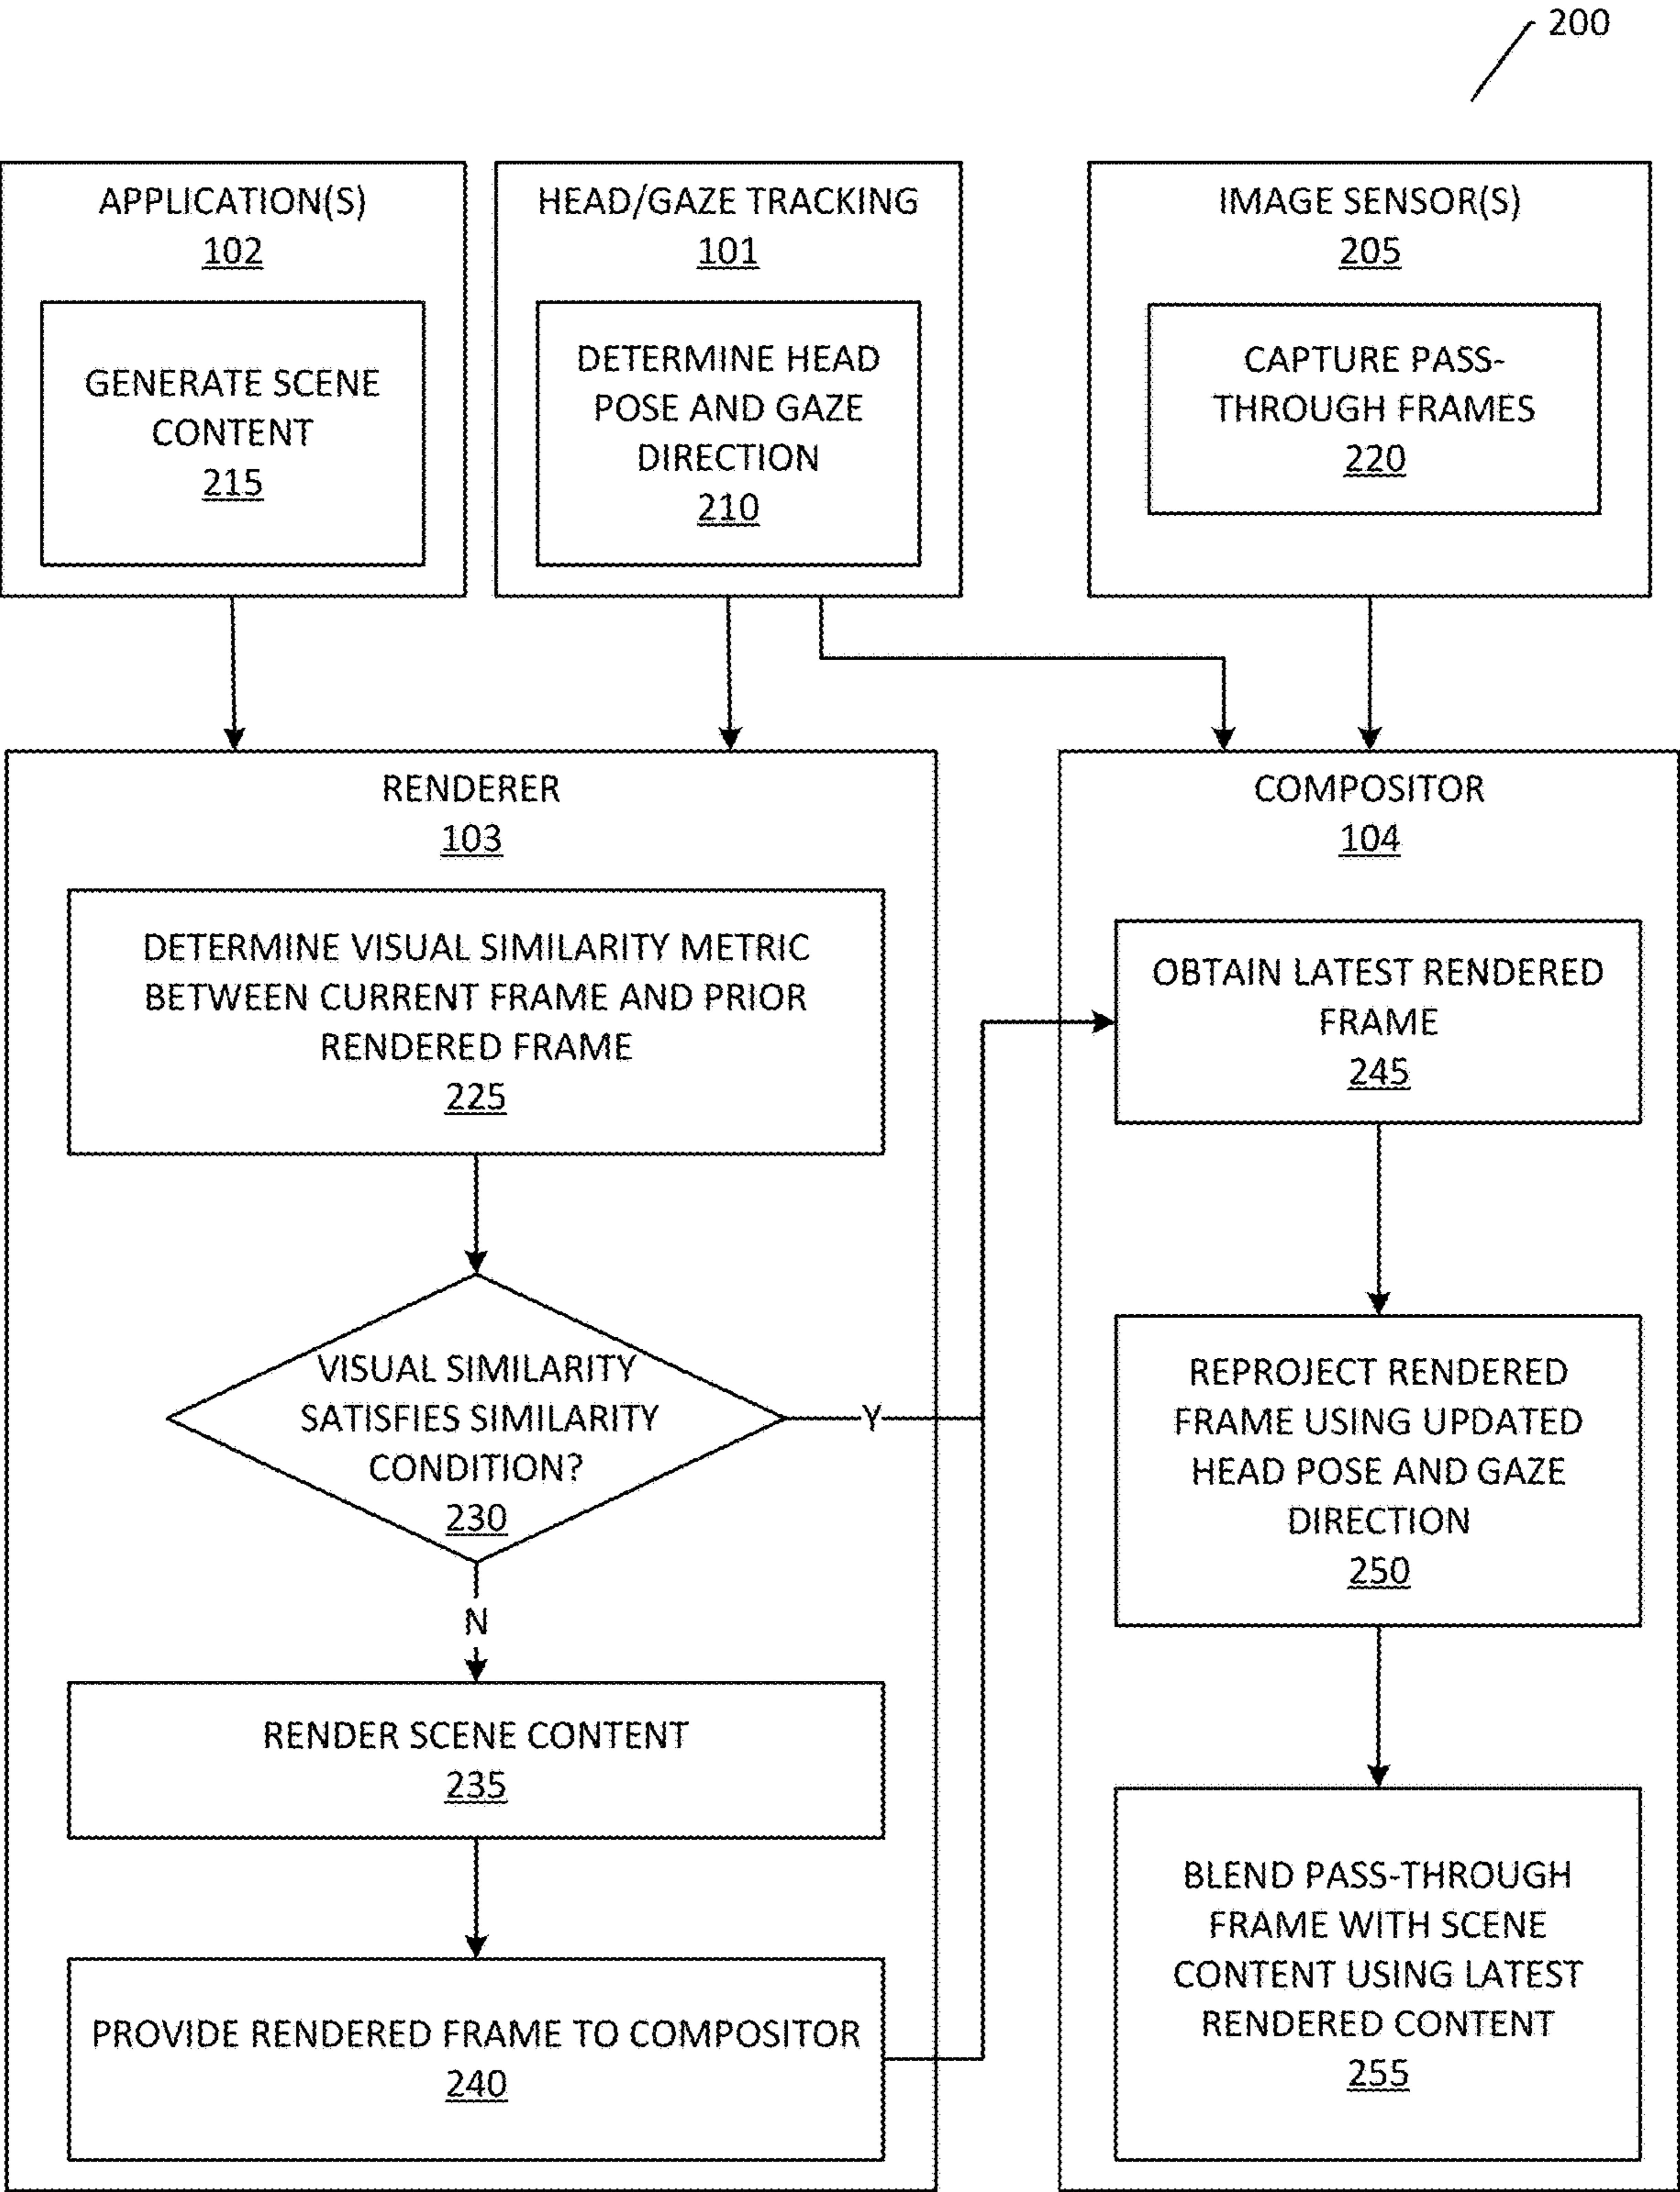 200
APPLICATION(S)
102
GENERATE SCENE
CONTENT
215
HEAD/GAZE TRACKING
101
DETERMINE HEAD
POSE AND GAZE
DIRECTION
210
IMAGE SENSOR(S)
205
CAPTURE PASS-
THROUGH FRAMES
220
RENDERER
103
DETERMINE VISUAL SIMILARITY METRIC
BETWEEN CURRENT FRAME AND PRIOR
RENDERED FRAME
225
VISUAL SIMILARITY
SATISFIES SIMILARITY
CONDITION?
230
Y
N
RENDER SCENE CONTENT
235
PROVIDE RENDERED FRAME TO COMPOSITOR
240
COMPOSITOR
104
OBTAIN LATEST RENDERED
FRAME
245
REPROJECT RENDERED
FRAME USING UPDATED
HEAD POSE AND GAZE
DIRECTION
250
BLEND PASS-THROUGH
FRAME WITH SCENE
CONTENT USING LATEST
RENDERED CONTENT
255